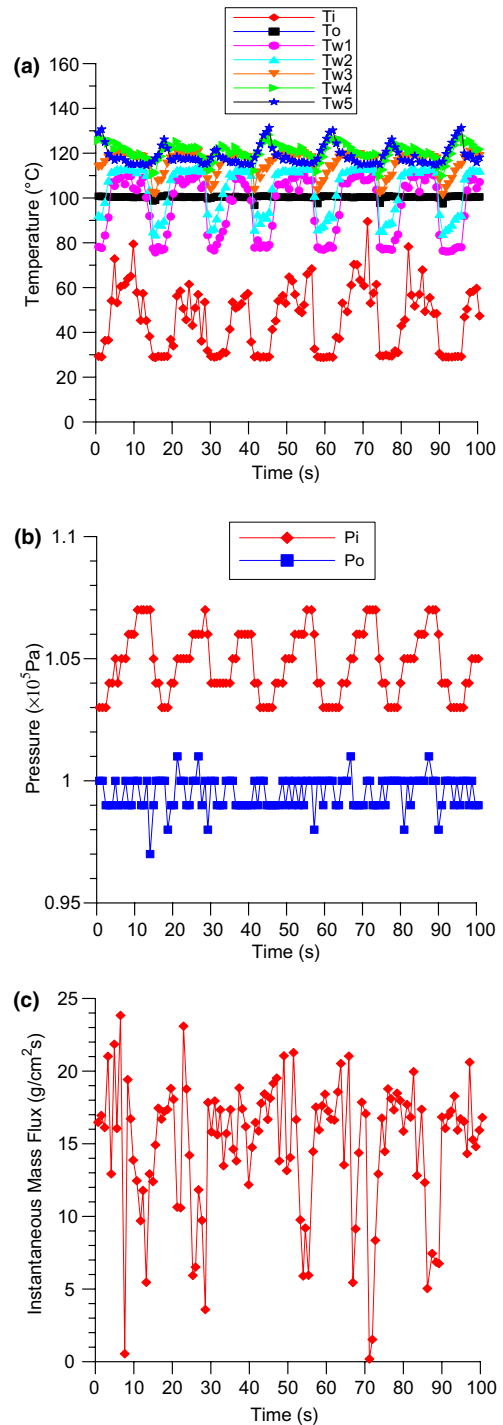 Ti
To
Tw1
Tw2
Tw3
Tw4
Tw5
(a)
160
140
120
100
80
60
40
20
0
Temperature (°C)
0 10 20 30 40 50 60 70 80 90 100
Time (s)
(b)
Pi
Po
1.1
1.05
1
0.95
Pressure (×10⁵Pa)
0 10 20 30 40 50 60 70 80 90 100
Time (s)
(c)
25
20
15
10
5
0
Instantaneous Mass Flux (g/cm²s)
0 10 20 30 40 50 60 70 80 90 100
Time (s)